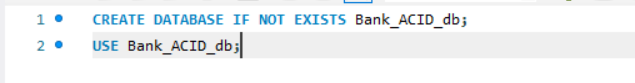 1 CREATE DATABASE IF NOT EXISTS Bank_ACID_db;
2 USE Bank_ACID_db;